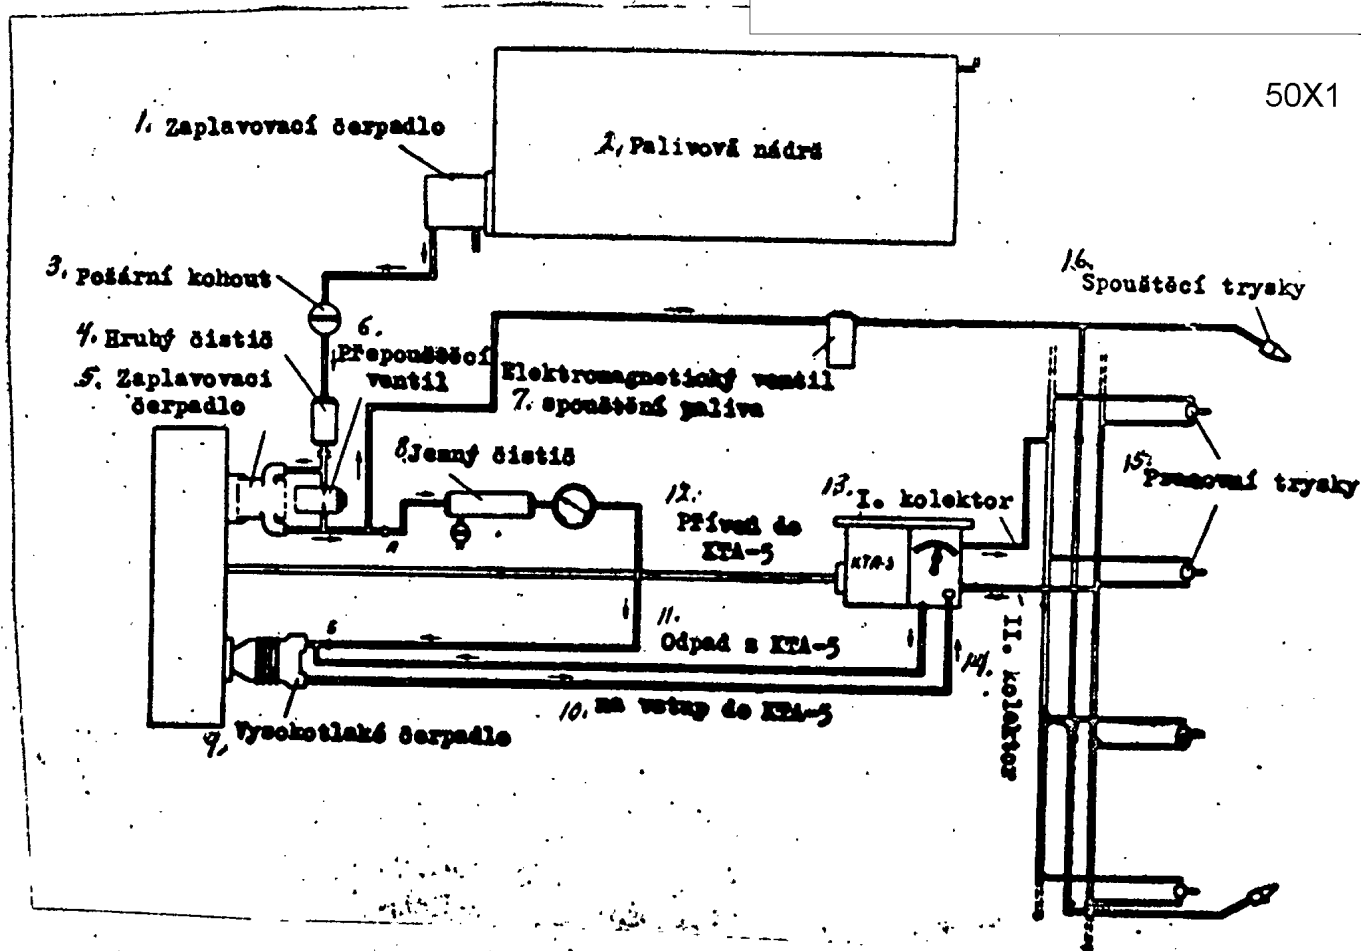 50X1
1. Zaplavovací čerpadlo
2. Palivová nádrž
3. Požární kohout
4. Hrubý čistič
5. Zaplavovací
čerpadlo
6.
Přepouštěcí
ventil
Elektromagnetický ventil
7. spouštění paliva
8. Jemný čistič
16.
Spouštěcí trysky
15.
Pracovní trysky
12.
Přívod do
KTA-5
13. I. kolektor
KTA-5
11.
Odpad z KTA-5
14.
II. kolektor
10. na vstup do KTA-5
9. Vysokotlaké čerpadlo